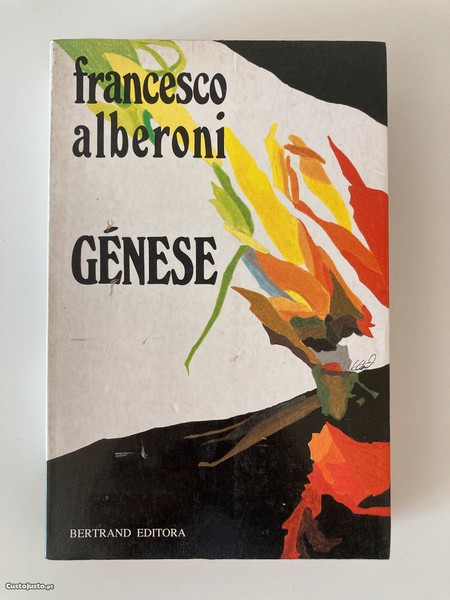 francesco
alberoni
GÉNESE
BERTRAND EDITORA
CustoJusto.pt